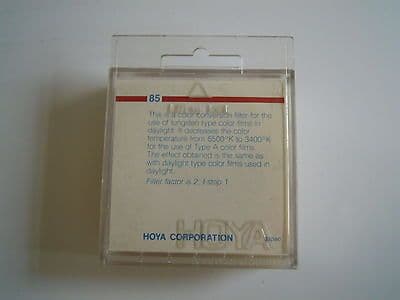 85
This is a color conversion filter for the
use of tungsten type color films in
daylight. It decreases the color
temperature from 5500°K to 3400°K
for the use of Type A color films.
The effect obtained is the same as
with daylight type color films used in
daylight.
Filter factor is 2, f-stop 1
HOYA
HOYA CORPORATION